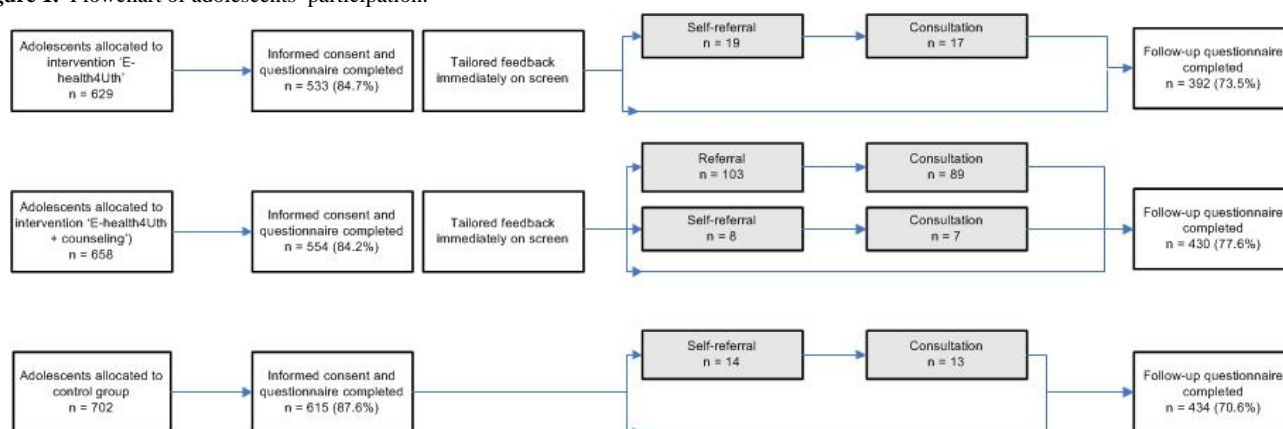 gure 1. Flowchart of adolescents' participation.
Adolescents allocated to
intervention 'E-
health4Uth'
n = 629
Informed consent and
questionnaire completed
n = 533 (84.7%)
Tailored feedback
immediately on screen
Self-referral
n = 19
Consultation
n = 17
Follow-up questionnaire
completed
n = 392 (73.5%)
Adolescents allocated to
intervention 'E-health4Uth
+ counseling')
n = 658
Informed consent and
questionnaire completed
n = 554 (84.2%)
Tailored feedback
immediately on screen
Referral
n = 103
Consultation
n = 89
Self-referral
n = 8
Consultation
n = 7
Follow-up questionnaire
completed
n = 430 (77.6%)
Adolescents allocated to
control group
n = 702
Informed consent and
questionnaire completed
n = 615 (87.6%)
Self-referral
n = 14
Consultation
n = 13
Follow-up questionnaire
completed
n = 434 (70.6%)